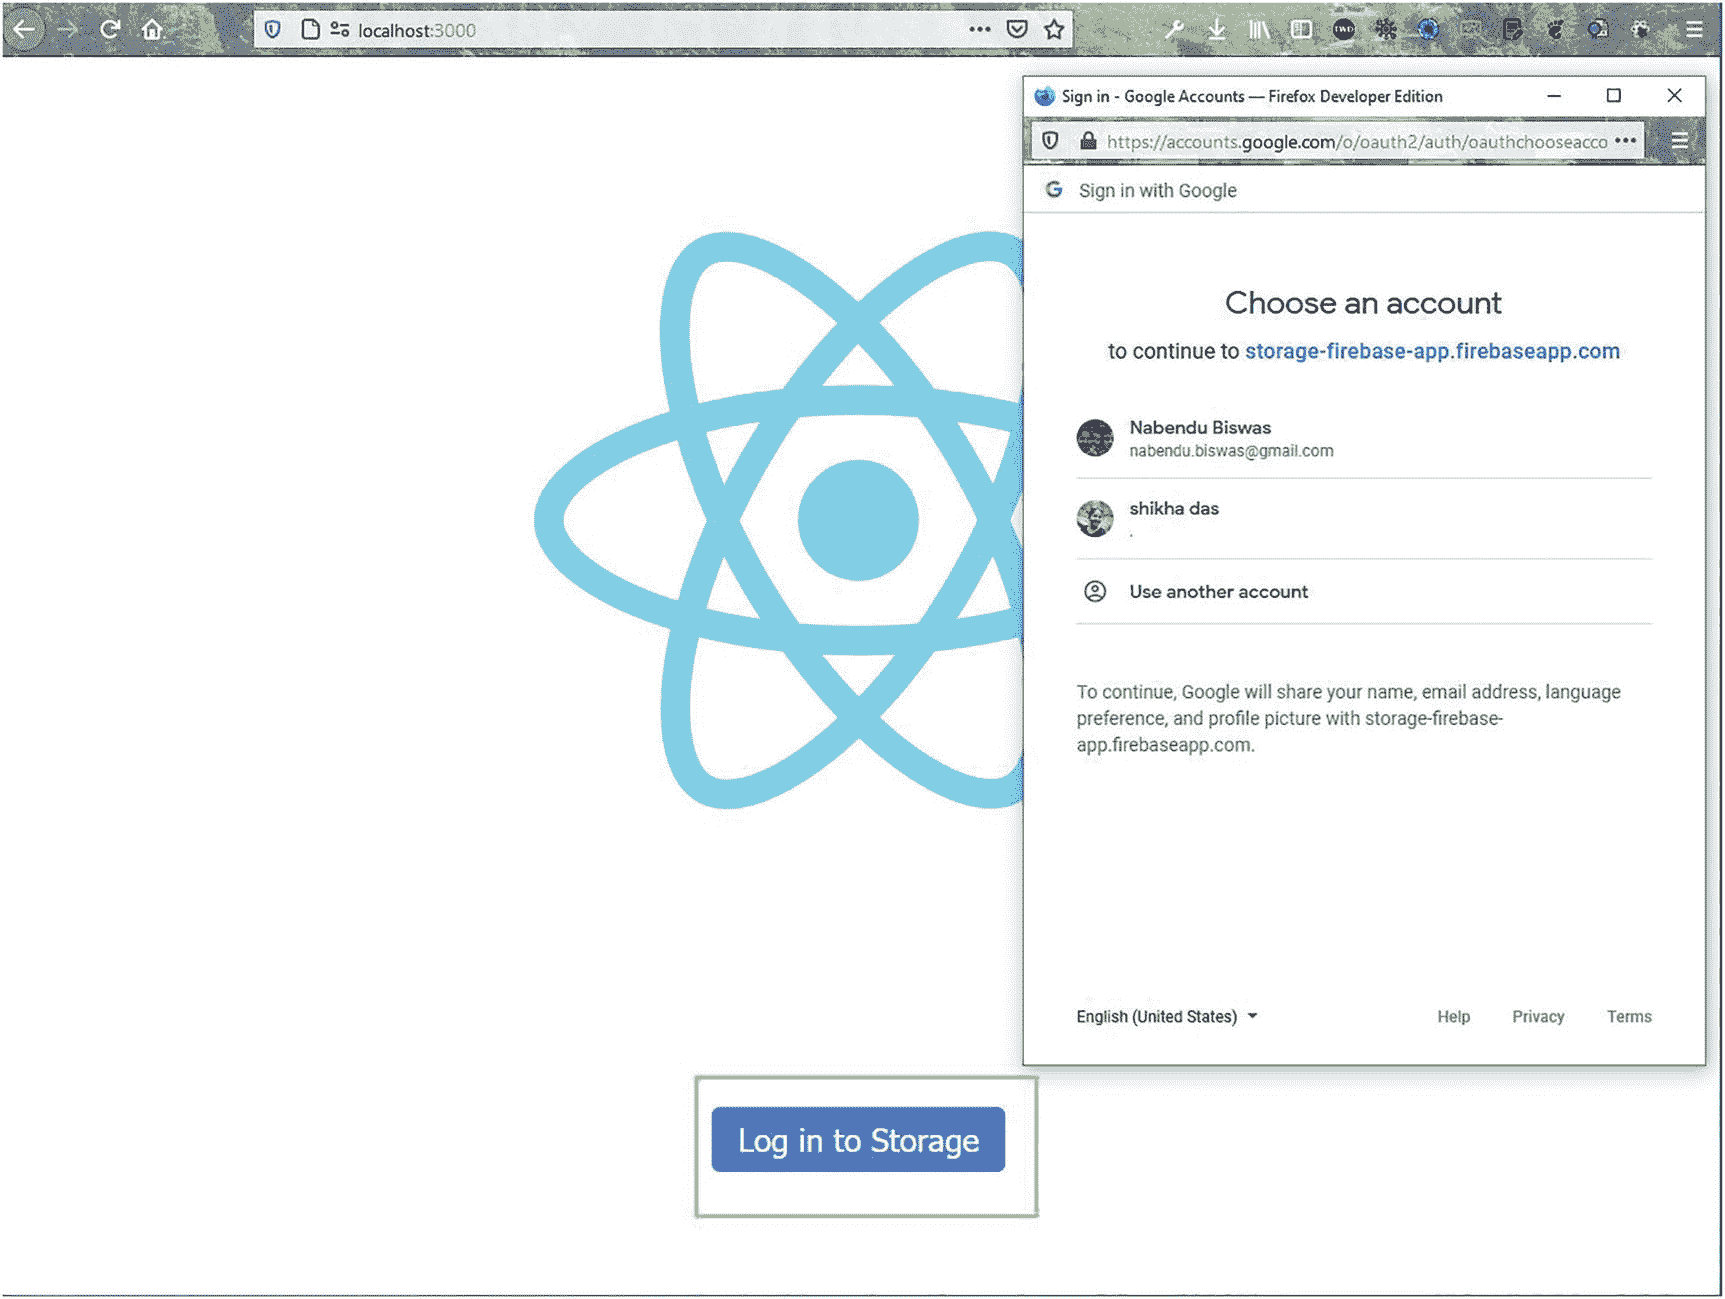 localhost:3000
Sign in - Google Accounts — Firefox Developer Edition
https://accounts.google.com/o/oauth2/auth/oauthchooseacco
G Sign in with Google
Choose an account
to continue to storage-firebase-app.firebaseapp.com
Nabendu Biswas
nabendu.biswas@gmail.com
shikha das
.
Use another account
To continue, Google will share your name, email address, language
preference, and profile picture with storage-firebase-
app.firebaseapp.com.
English (United States)
Help Privacy Terms
Log in to Storage